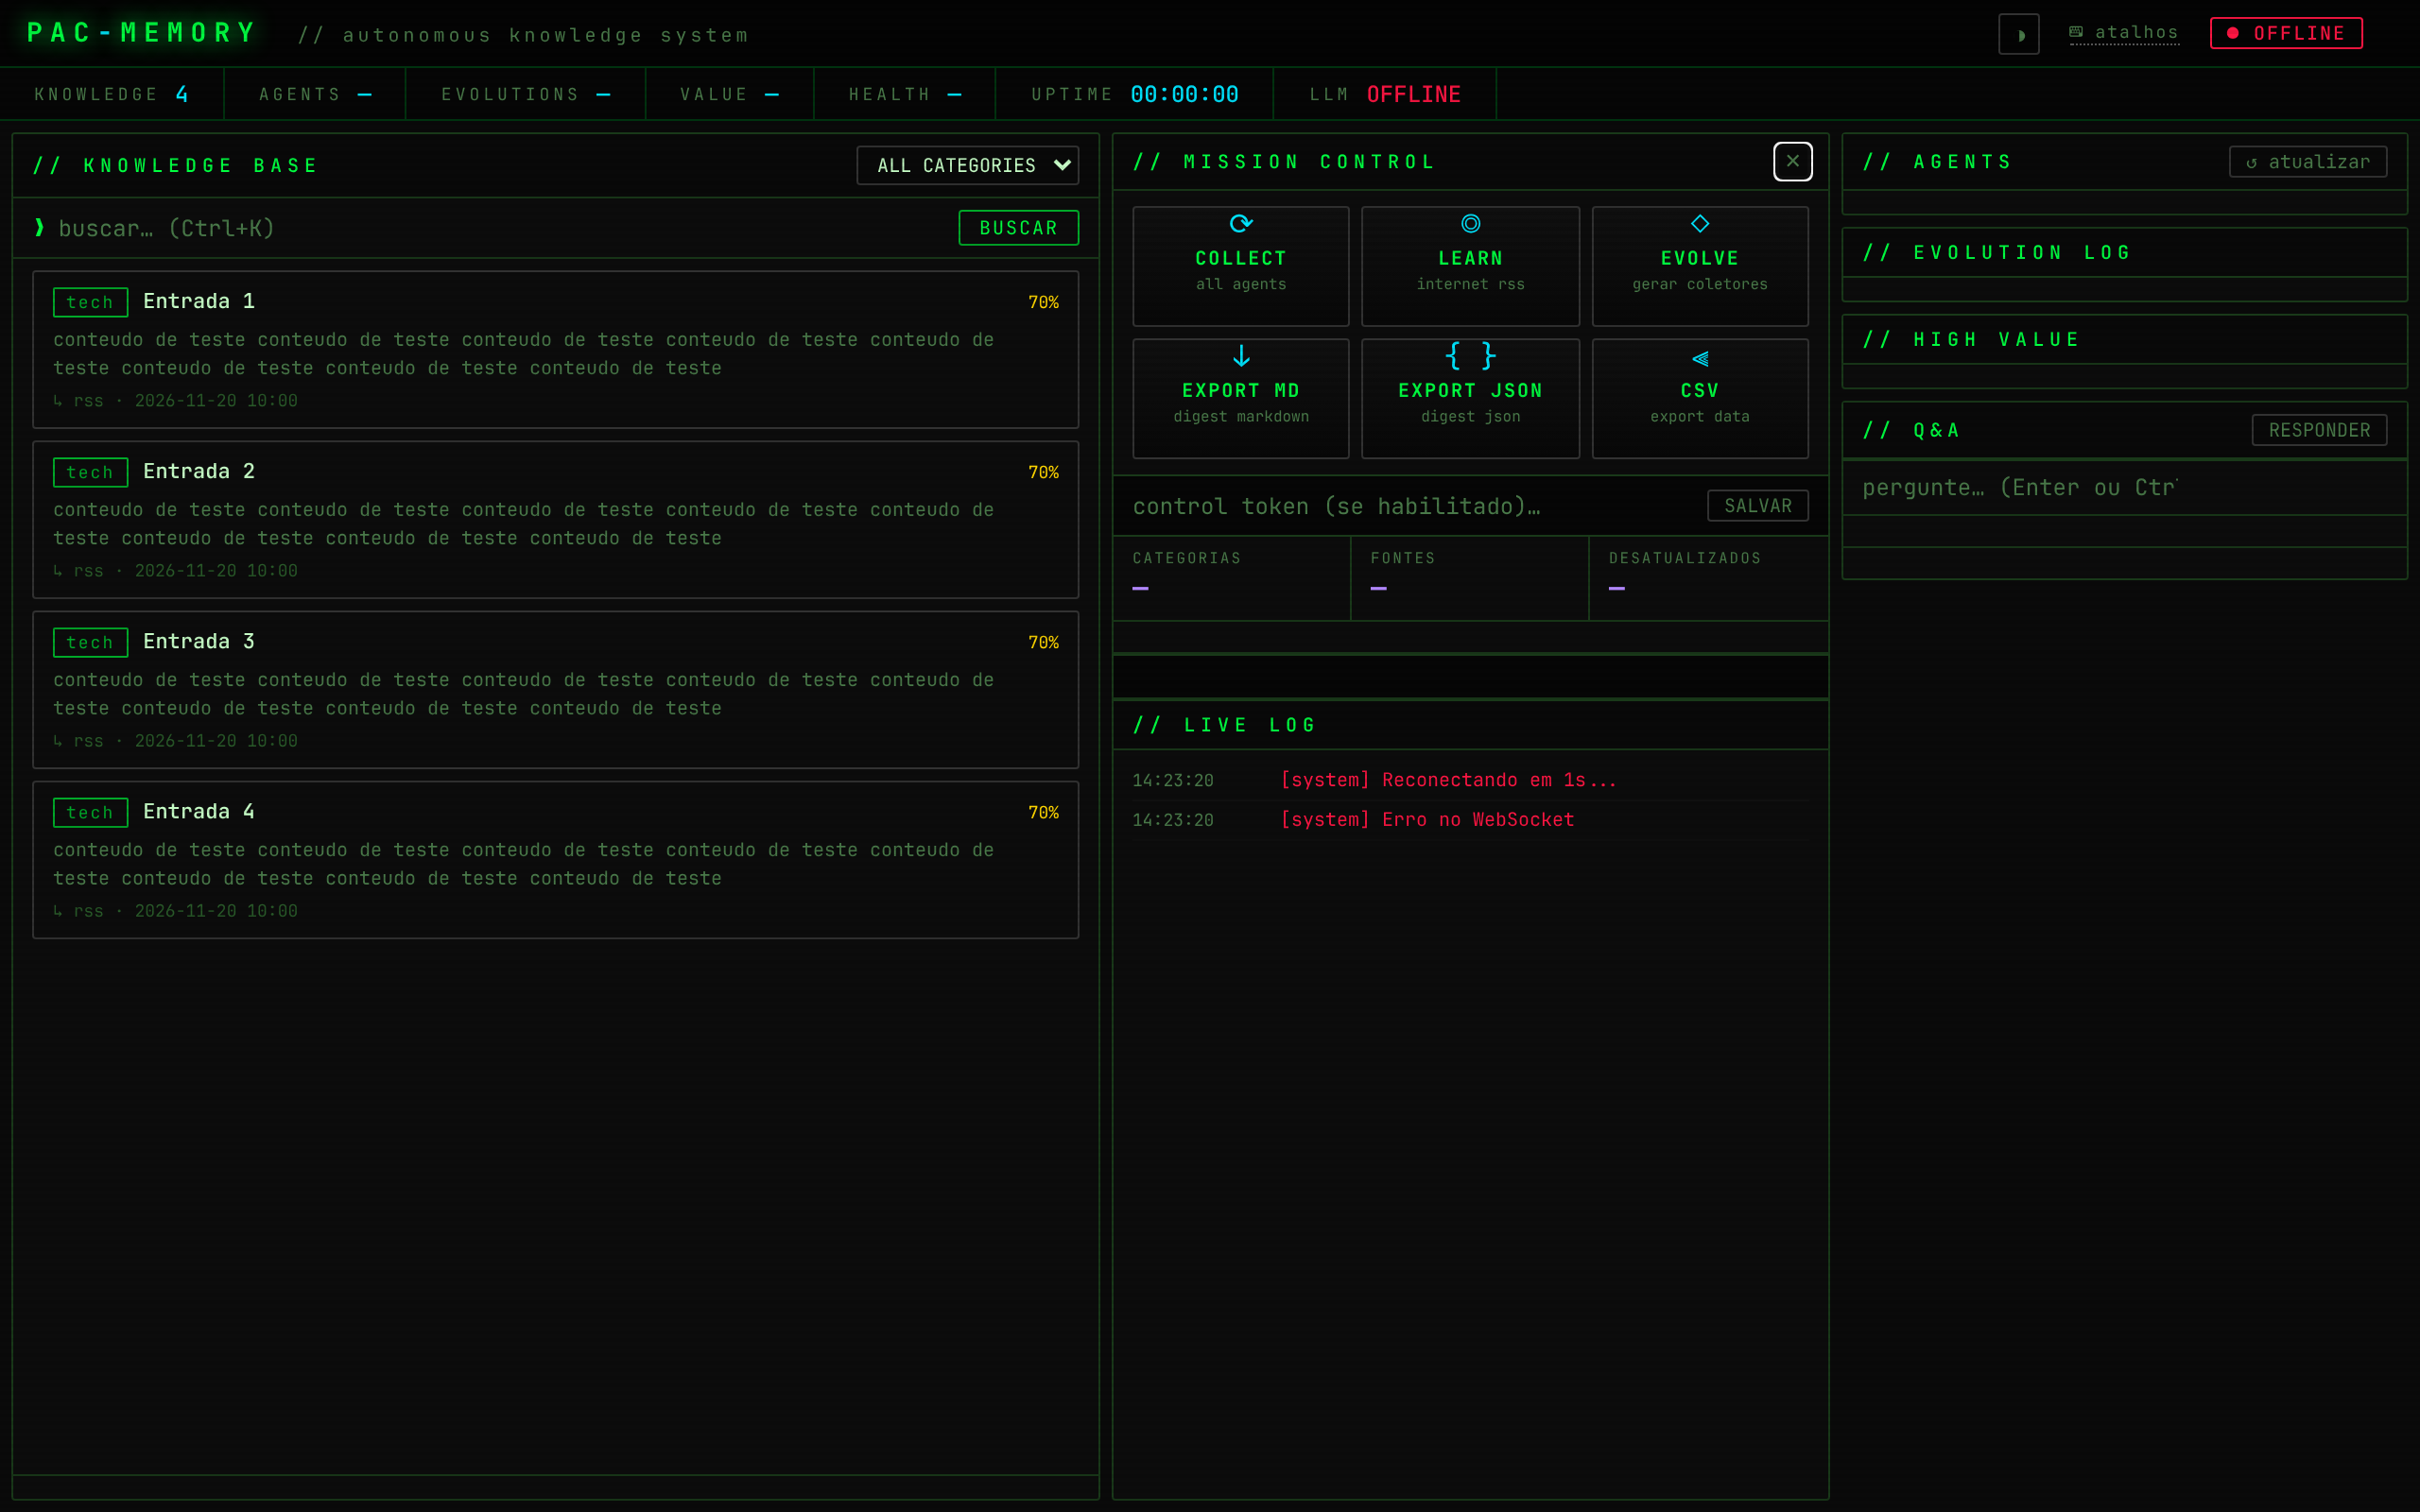 PAC-MEMORY // autonomous knowledge system
atalhos
OFFLINE
KNOWLEDGE 4 AGENTS — EVOLUTIONS — VALUE — HEALTH — UPTIME 00:00:00 LLM OFFLINE
// KNOWLEDGE BASE
ALL CATEGORIES
buscar… (Ctrl+K)
BUSCAR
tech Entrada 1 70%
conteudo de teste conteudo de teste conteudo de teste conteudo de teste conteudo de
teste conteudo de teste conteudo de teste conteudo de teste
↳ rss · 2026-11-20 10:00
tech Entrada 2 70%
conteudo de teste conteudo de teste conteudo de teste conteudo de teste conteudo de
teste conteudo de teste conteudo de teste conteudo de teste
↳ rss · 2026-11-20 10:00
tech Entrada 3 70%
conteudo de teste conteudo de teste conteudo de teste conteudo de teste conteudo de
teste conteudo de teste conteudo de teste conteudo de teste
↳ rss · 2026-11-20 10:00
tech Entrada 4 70%
conteudo de teste conteudo de teste conteudo de teste conteudo de teste conteudo de
teste conteudo de teste conteudo de teste conteudo de teste
↳ rss · 2026-11-20 10:00
// MISSION CONTROL
✕
COLLECT
all agents
LEARN
internet rss
EVOLVE
gerar coletores
EXPORT MD
digest markdown
{ }
EXPORT JSON
digest json
CSV
export data
control token (se habilitado)…
SALVAR
CATEGORIAS
—
FONTES
—
DESATUALIZADOS
—
// LIVE LOG
14:23:20 [system] Reconectando em 1s...
14:23:20 [system] Erro no WebSocket
// AGENTS
↺ atualizar
// EVOLUTION LOG
// HIGH VALUE
// Q&A
RESPONDER
pergunte… (Enter ou Ctr